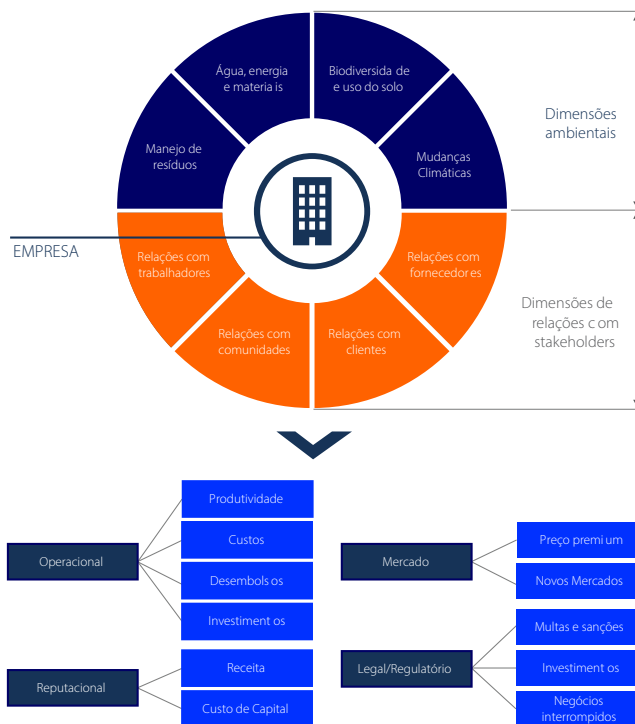 Água, energia
e materia is
Biodiversida de
e uso do solo
Manejo de
resíduos
Mudanças
Climáticas
Dimensões
ambientais
EMPRESA
Relações com
trabalhadores
Relações com
fornecedor es
Relações com
comunidades
Relações com
clientes
Dimensões de
relações c om
stakeholders
Operacional
Produtividade
Custos
Desembols os
Investiment os
Reputacional
Receita
Custo de Capital
Mercado
Preço premi um
Novos Mercados
Legal/Regulatório
Multas e sanções
Investiment os
Negócios
interrompidos